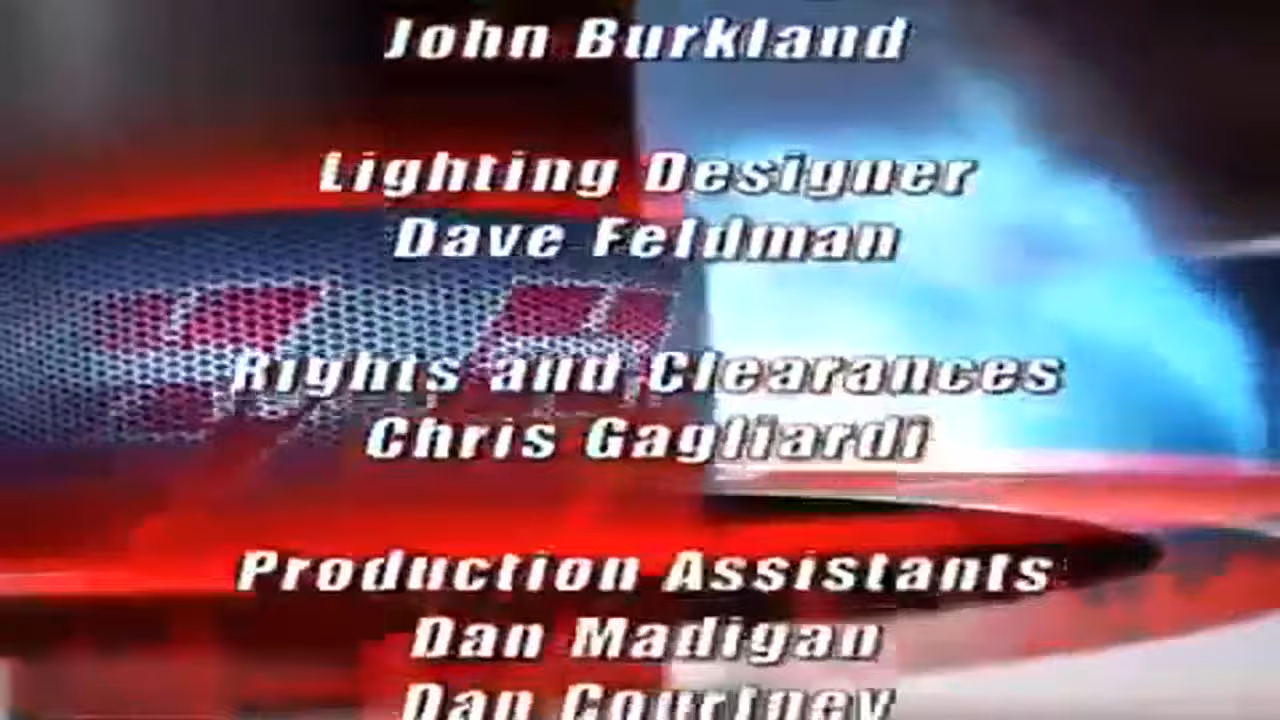 John Burkland
Lighting Designer
Dave Feldman
Rights and Clearances
Chris Gagliardi
Production Assistants
Dan Madigan
Dan Courtney